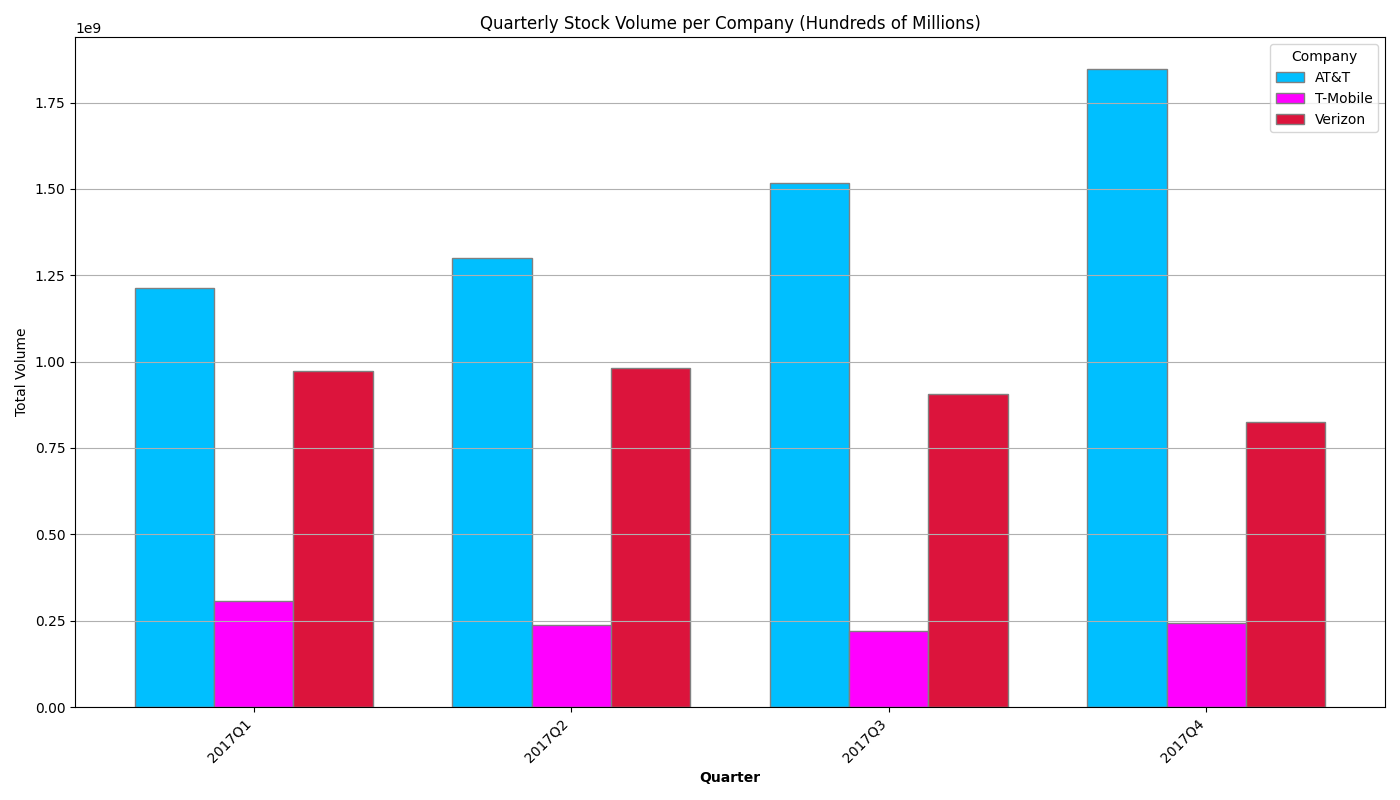 Quarterly Stock Volume per Company (Hundreds of Millions)
1e9
Company
AT&T
T-Mobile
Verizon
1.75
1.50
1.25
1.00
0.75
0.50
0.25
0.00
Total Volume
2017Q1
2017Q2
2017Q3
2017Q4
Quarter